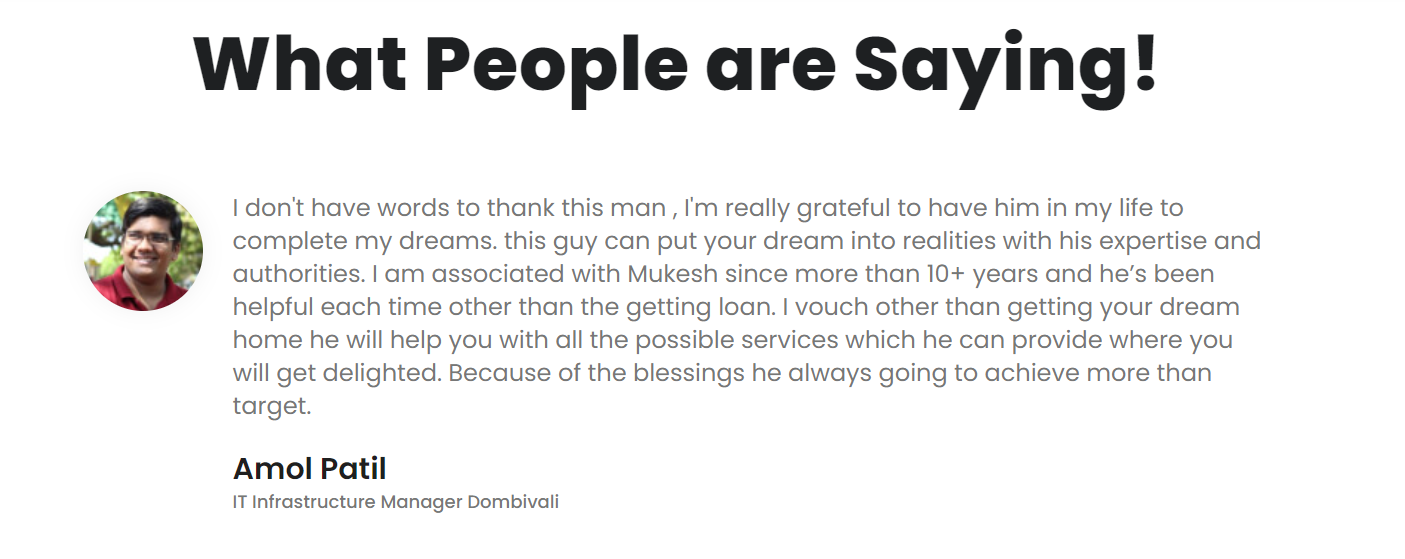 What People are Saying!
I don't have words to thank this man , I'm really grateful to have him in my life to
complete my dreams. this guy can put your dream into realities with his expertise and
authorities. I am associated with Mukesh since more than 10+ years and he’s been
helpful each time other than the getting loan. I vouch other than getting your dream
home he will help you with all the possible services which he can provide where you
will get delighted. Because of the blessings he always going to achieve more than
target.
Amol Patil
IT Infrastructure Manager Dombivali